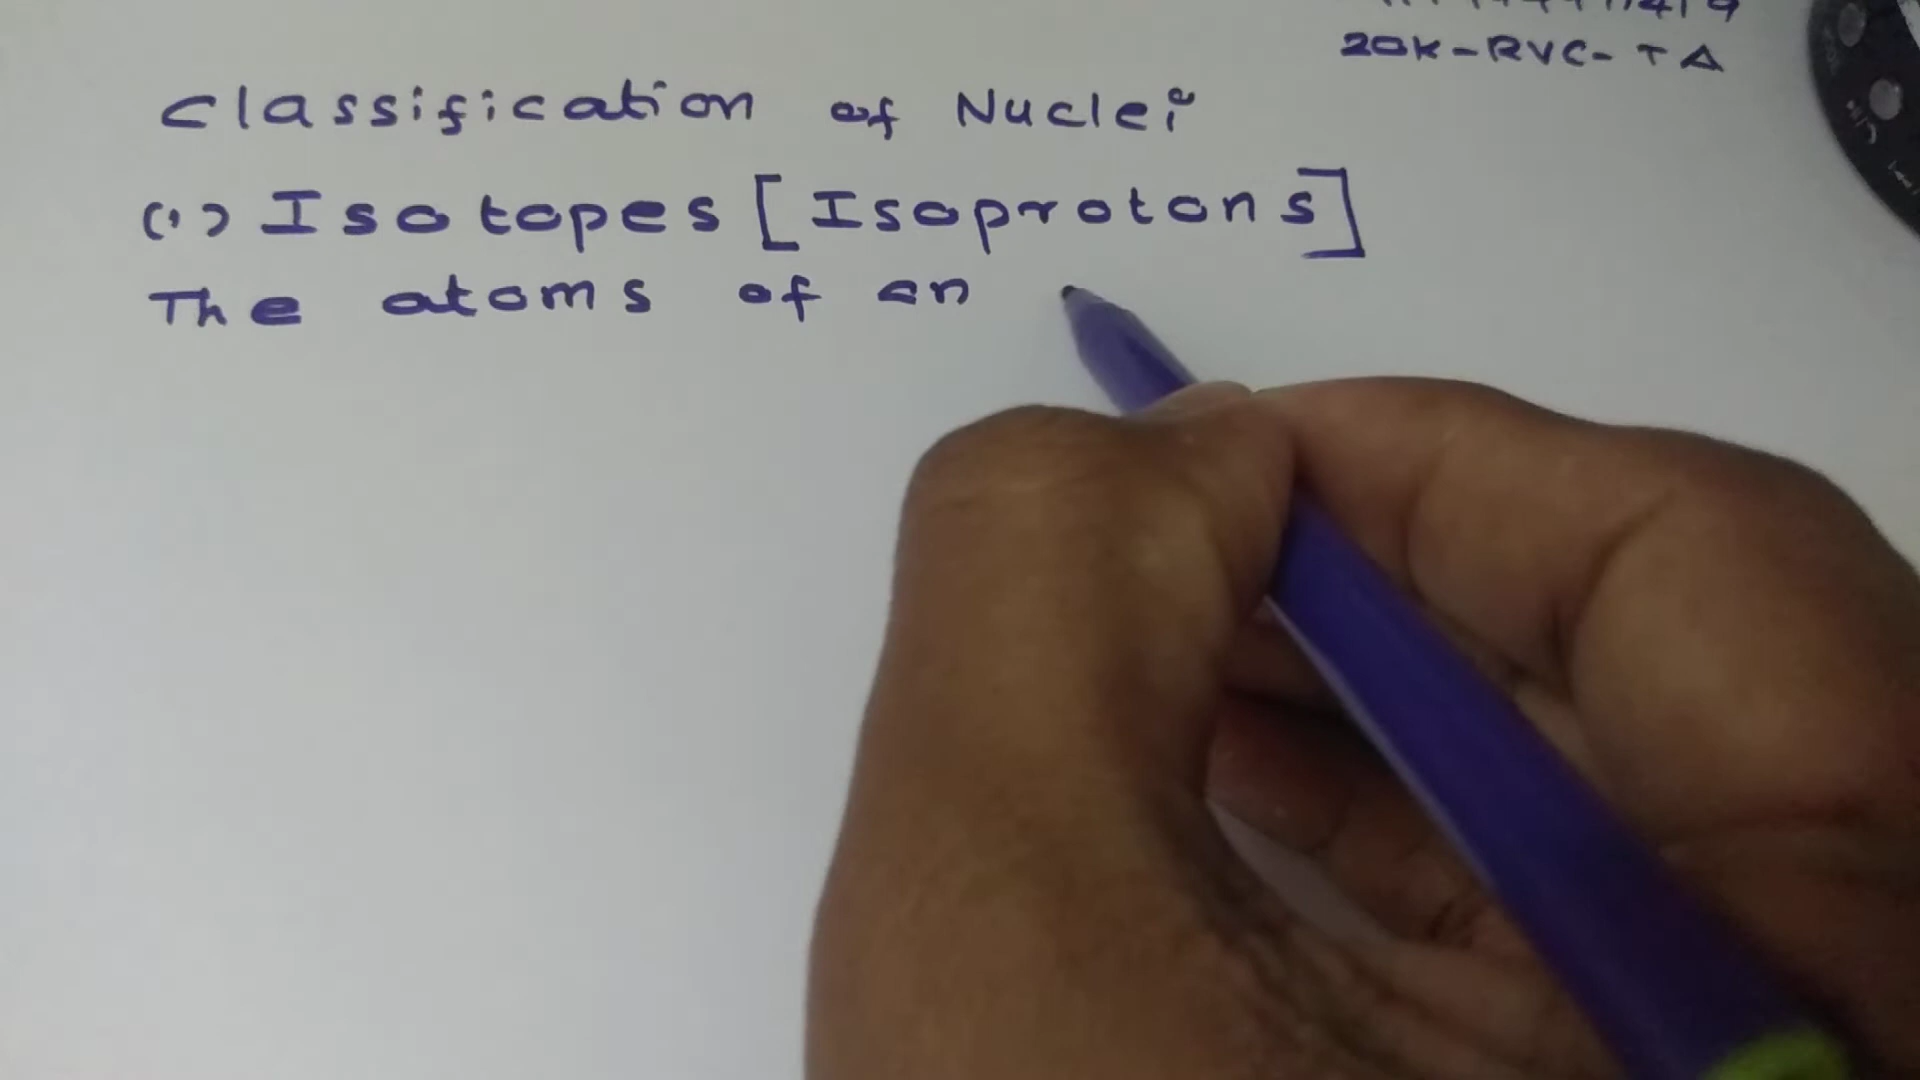 20K-RVC-TA
Classification of Nuclei
(1) Isotopes [Isoprotons]
The atoms of an